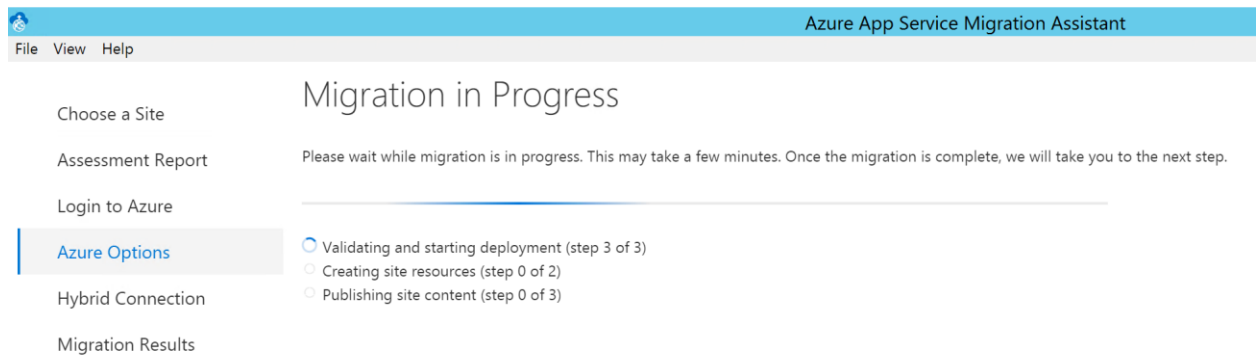 Azure App Service Migration Assistant
File View Help
Choose a Site
Assessment Report
Login to Azure
Azure Options
Hybrid Connection
Migration Results
Migration in Progress
Please wait while migration is in progress. This may take a few minutes. Once the migration is complete, we will take you to the next step.
Validating and starting deployment (step 3 of 3)
Creating site resources (step 0 of 2)
Publishing site content (step 0 of 3)